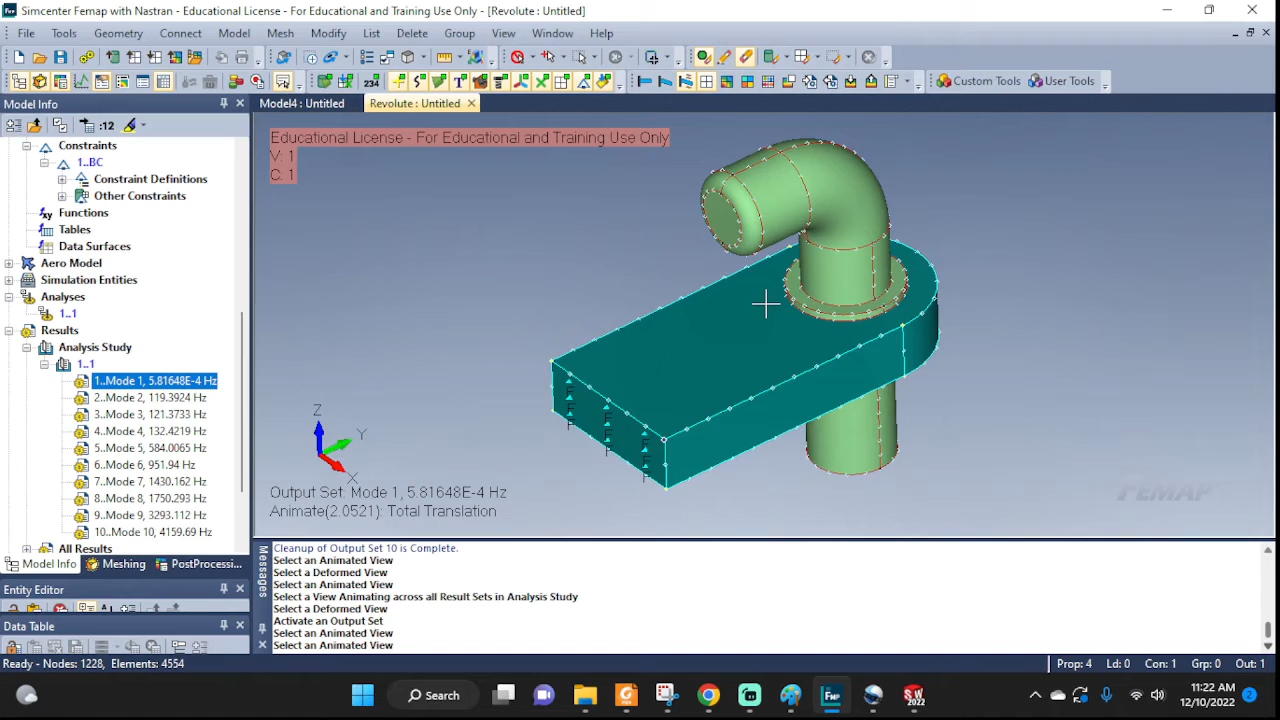 Simcenter Femap with Nastran - Educational License - For Educational and Training Use Only - [Revolute : Untitled]
File Tools Geometry Connect Model Mesh Modify List Delete Group View Window Help
234
Custom Tools User Tools
Model Info
Model4 : Untitled Revolute : Untitled
:12
Constraints
1..BC
Constraint Definitions
Other Constraints
Functions
Tables
Data Surfaces
Aero Model
Simulation Entities
Analyses
1..1
Results
Analysis Study
1..1
1..Mode 1, 5.81648E-4 Hz
2..Mode 2, 119.3924 Hz
3..Mode 3, 121.3733 Hz
4..Mode 4, 132.4219 Hz
5..Mode 5, 584.0065 Hz
6..Mode 6, 951.94 Hz
7..Mode 7, 1430.162 Hz
8..Mode 8, 1750.293 Hz
9..Mode 9, 3293.112 Hz
10..Mode 10, 4159.69 Hz
All Results
Model Info Meshing PostProcessi...
Entity Editor
Data Table
Educational License - For Educational and Training Use Only
V: 1
C: 1
F F F
F F F
F F F
Z
Y
X
Output Set: Mode 1, 5.81648E-4 Hz
Animate(2.0521): Total Translation
FEMAP
Messages
Cleanup of Output Set 10 is Complete.
Select an Animated View
Select a Deformed View
Select an Animated View
Select a View Animating across all Result Sets in Analysis Study
Select a Deformed View
Activate an Output Set
Select an Animated View
Select an Animated View
Ready - Nodes: 1228, Elements: 4554
Prop: 4 Ld: 0 Con: 1 Grp: 0 Out: 1
Search
FMP
SW
2022
11:22 AM
12/10/2022
2